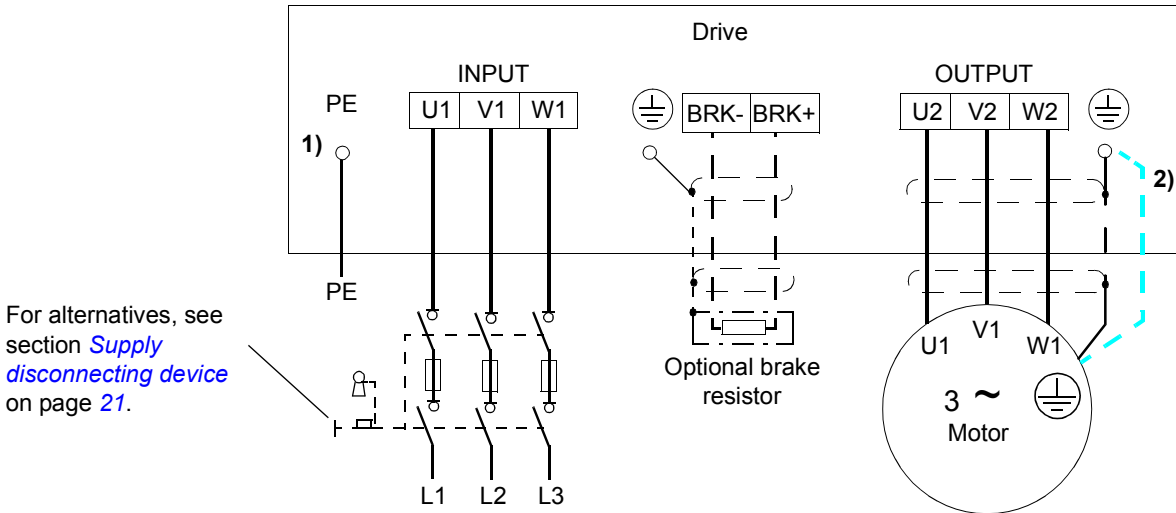 Drive
INPUT
OUTPUT
PE
U1 V1 W1
BRK- BRK+
U2 V2 W2
1)
2)
PE
For alternatives, see
section Supply
disconnecting device
on page 21.
Optional brake
resistor
U1 V1 W1
3 ~
Motor
L1 L2 L3